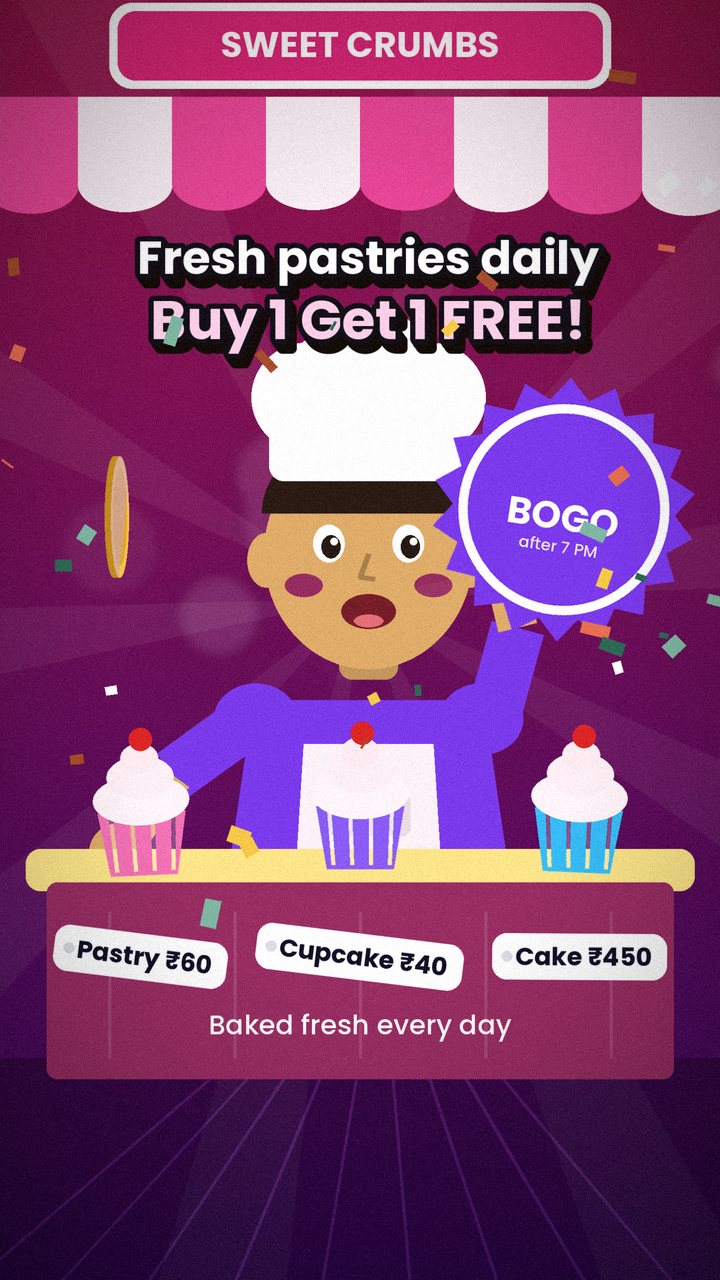 SWEET CRUMBS
Fresh pastries daily
Buy 1 Get 1 FREE!
BOGO
after 7 PM
Pastry ₹60
Cupcake ₹40
Cake ₹450
Baked fresh every day